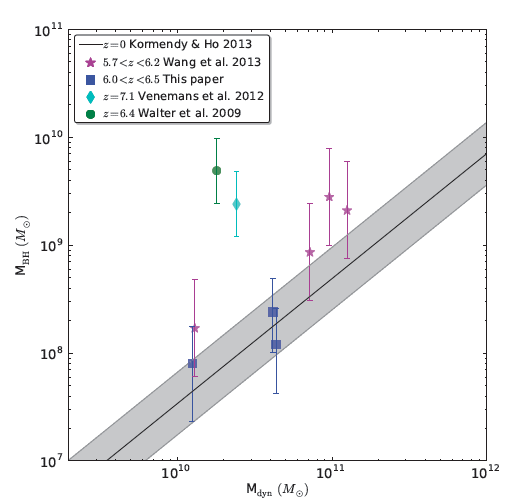 10^11
z=0 Kormendy & Ho 2013
5.7<z<6.2 Wang et al. 2013
6.0<z<6.5 This paper
z=7.1 Venemans et al. 2012
z=6.4 Walter et al. 2009
10^10
M_BH (M_⊙)
10^9
10^8
10^7
10^10 10^11 10^12
M_dyn (M_⊙)